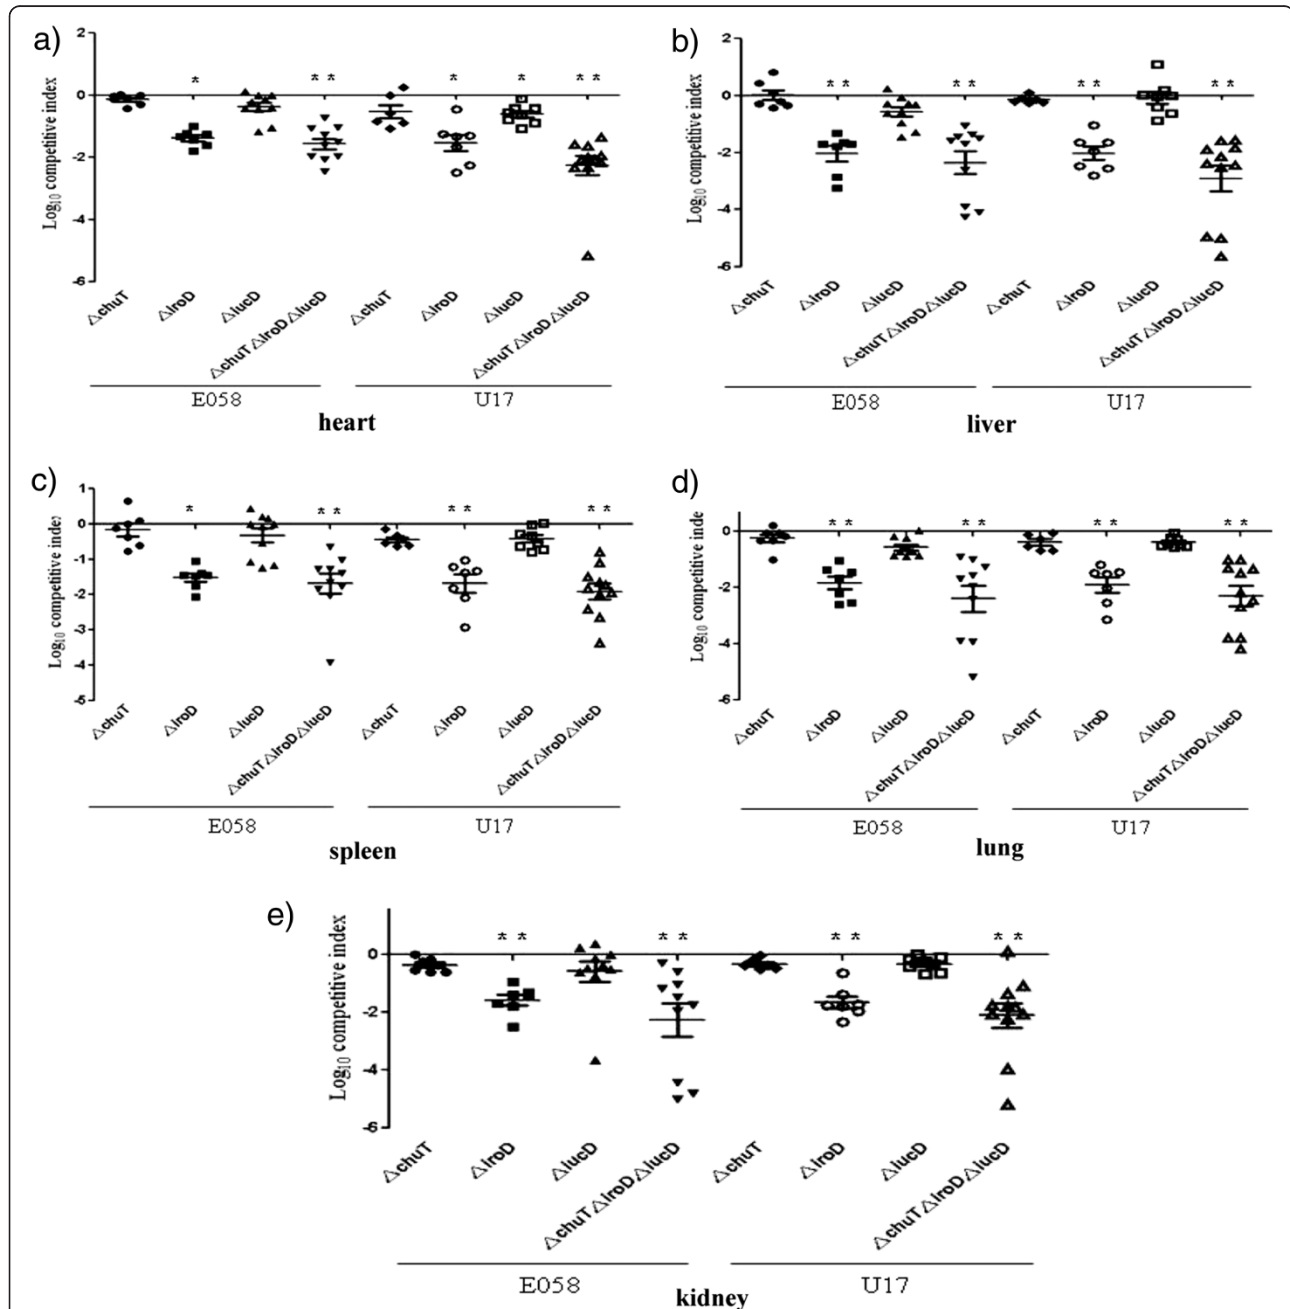 a)
Log10 competitive index
2
0
-2
-4
-6
* ** * * **
△chuT
△iroD
△iucD
△chuT△iroD△iucD
△chuT
△iroD
△iucD
△chuT△iroD△iucD
E058
U17
heart
b)
Log10 competitive index
2
0
-2
-4
-6
** ** ** **
△chuT
△iroD
△iucD
△chuT△iroD△iucD
△chuT
△iroD
△iucD
△chuT△iroD△iucD
E058
U17
liver
c)
Log10 competitive inde
1
0
-1
-2
-3
-4
-5
* ** ** **
△chuT
△iroD
△iucD
△chuT△iroD△iucD
△chuT
△iroD
△iucD
△chuT△iroD△iucD
E058
U17
spleen
d)
Log10 competitive inde
0
-2
-4
-6
** ** ** **
△chuT
△iroD
△iucD
△chuT△iroD△iucD
△chuT
△iroD
△iucD
△chuT△iroD△iucD
E058
U17
lung
e)
Log10 competitive index
0
-2
-4
-6
** ** ** **
△chuT
△iroD
△iucD
△chuT△iroD△iucD
△chuT
△iroD
△iucD
△chuT△iroD△iucD
E058
U17
kidney